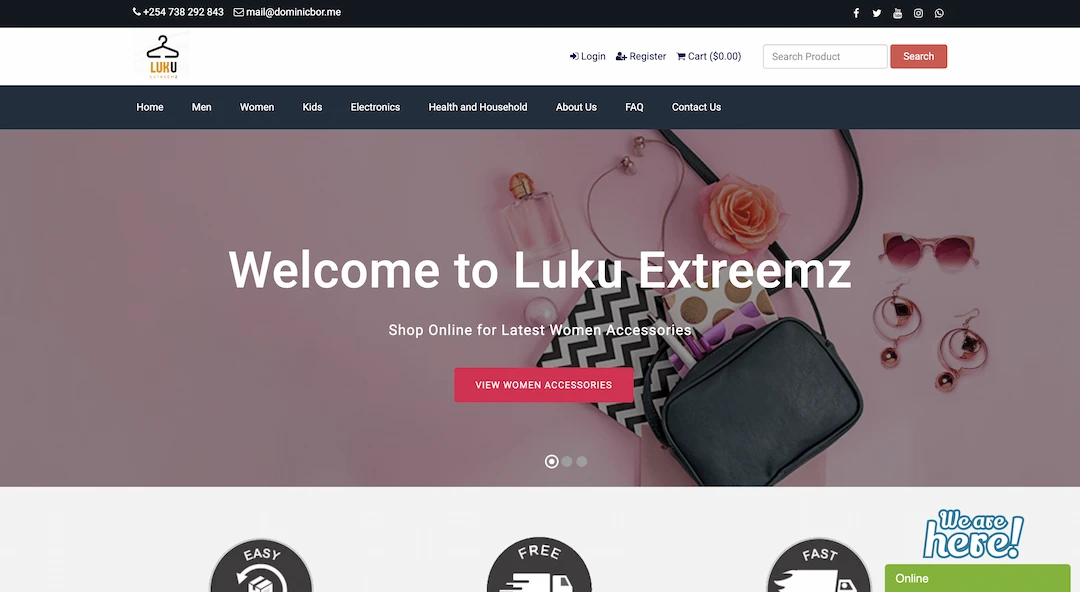 +254 738 292 843 mail@dominicbor.me
LUKU
EXTREEMZ
Login Register Cart ($0.00) Search Product Search
Home Men Women Kids Electronics Health and Household About Us FAQ Contact Us
Welcome to Luku Extreemz
Shop Online for Latest Women Accessories
VIEW WOMEN ACCESSORIES
We are
here!
EASY FREE FAST
Online